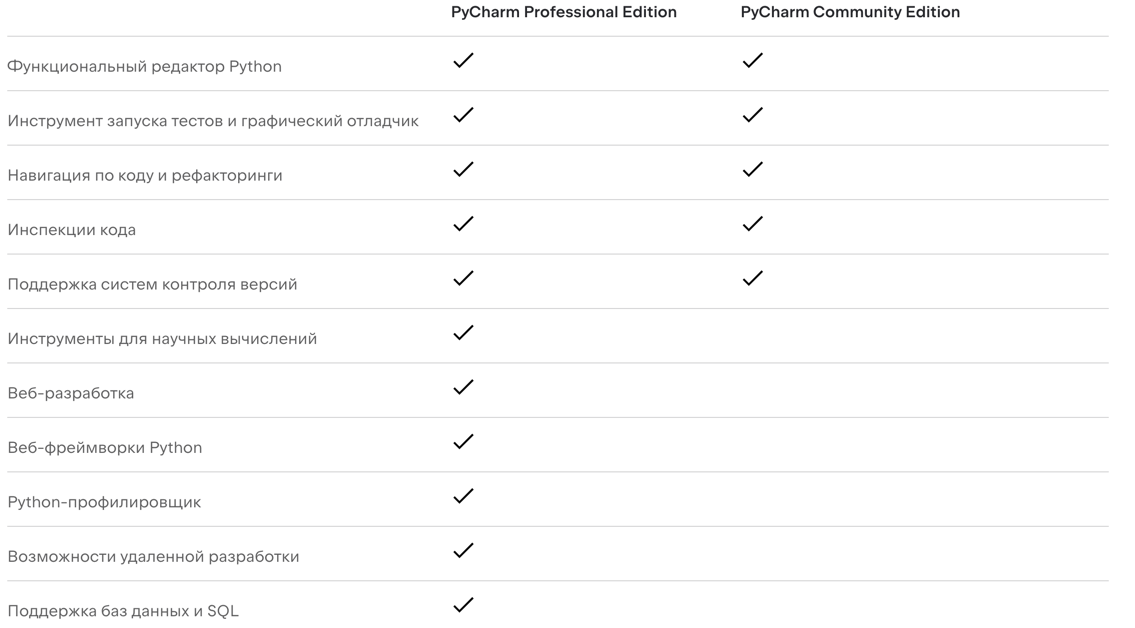 PyCharm Professional Edition PyCharm Community Edition
Функциональный редактор Python
Инструмент запуска тестов и графический отладчик
Навигация по коду и рефакторинги
Инспекции кода
Поддержка систем контроля версий
Инструменты для научных вычислений
Веб-разработка
Веб-фреймворки Python
Python-профилировщик
Возможности удаленной разработки
Поддержка баз данных и SQL